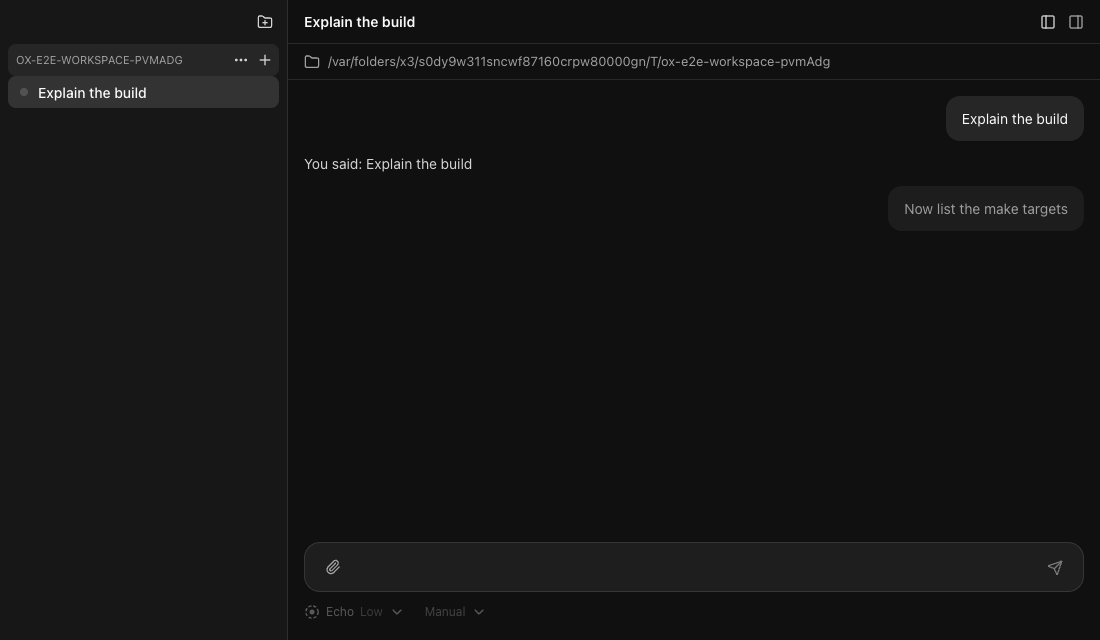 Explain the build
OX-E2E-WORKSPACE-PVMADG
/var/folders/x3/s0dy9w311sncwf87160crpw80000gn/T/ox-e2e-workspace-pvmAdg
Explain the build
Explain the build
You said: Explain the build
Now list the make targets
Echo Low Manual